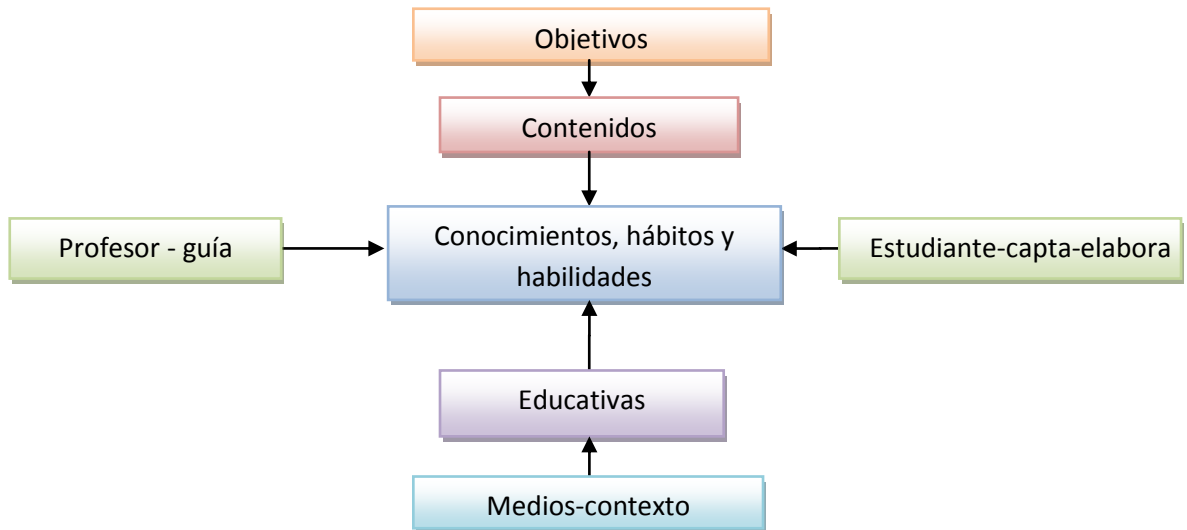 Objetivos
Contenidos
Profesor - guía
Conocimientos, hábitos y
habilidades
Estudiante-capta-elabora
Educativas
Medios-contexto